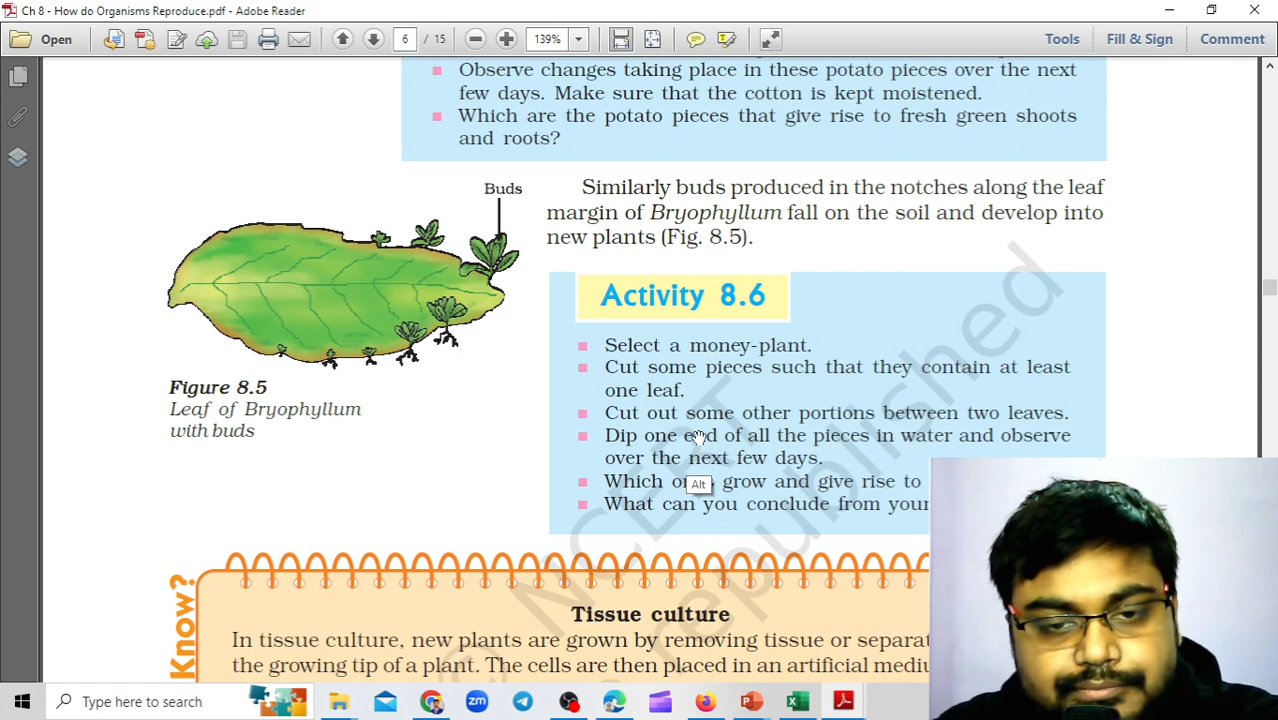 Ch 8 - How do Organisms Reproduce.pdf - Adobe Reader
Open
6 / 15
139%
Tools
Fill & Sign
Comment
Observe changes taking place in these potato pieces over the next
few days. Make sure that the cotton is kept moistened.
Which are the potato pieces that give rise to fresh green shoots
and roots?
Buds
Similarly buds produced in the notches along the leaf
margin of Bryophyllum fall on the soil and develop into
new plants (Fig. 8.5).
Activity 8.6
Select a money-plant.
Cut some pieces such that they contain at least
one leaf.
Cut out some other portions between two leaves.
Dip one end of all the pieces in water and observe
over the next few days.
Which grow and give rise to
What can you conclude from your
Alt
Figure 8.5
Leaf of Bryophyllum
with buds
© NCERT
republished
Know?
Tissue culture
In tissue culture, new plants are grown by removing tissue or
the growing tip of a plant. The cells are then placed in an artificial
Type here to search
zm